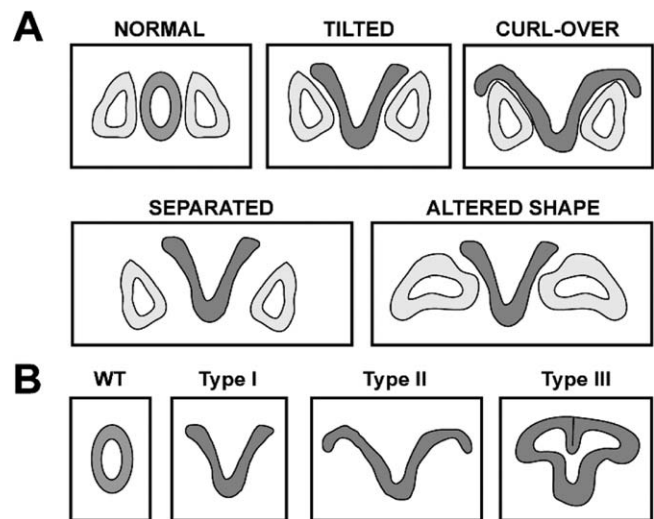 A
NORMAL TILTED CURL-OVER
SEPARATED ALTERED SHAPE
B
WT Type I Type II Type III